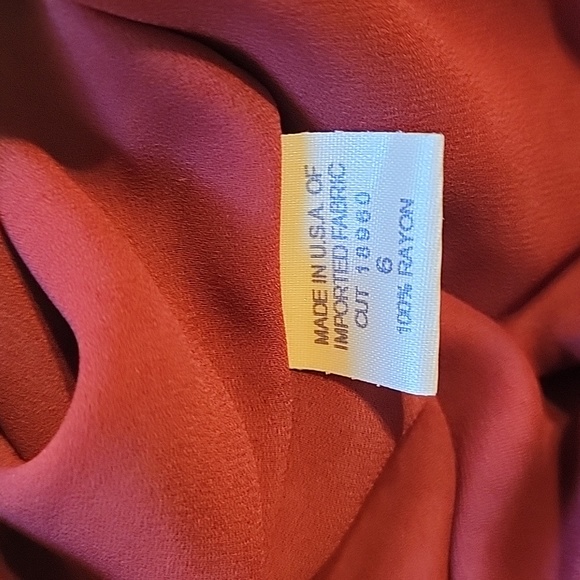 MADE IN U.S.A. OF
IMPORTED FABRIC
CUT 18960
6
100% RAYON